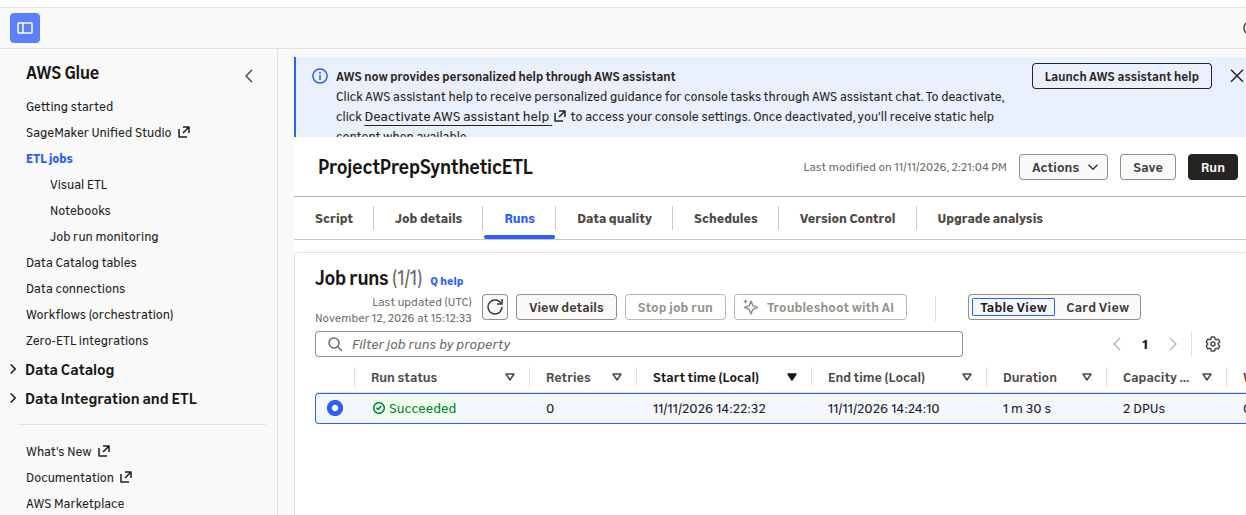 AWS Glue
Getting started
SageMaker Unified Studio
ETL jobs
Visual ETL
Notebooks
Job run monitoring
Data Catalog tables
Data connections
Workflows (orchestration)
Zero-ETL integrations
Data Catalog
Data Integration and ETL
What's New
Documentation
AWS Marketplace
AWS now provides personalized help through AWS assistant
Launch AWS assistant help
Click AWS assistant help to receive personalized guidance for console tasks through AWS assistant chat. To deactivate,
click Deactivate AWS assistant help to access your console settings. Once deactivated, you'll receive static help
content when available.
ProjectPrepSyntheticETL
Last modified on 11/11/2026, 2:21:04 PM
Actions
Save
Run
Script Job details Runs Data quality Schedules Version Control Upgrade analysis
Job runs (1/1) Q help
Last updated (UTC)
November 12, 2026 at 15:12:33
View details
Stop job run
Troubleshoot with AI
Table View
Card View
Filter job runs by property
1
Run status Retries Start time (Local) End time (Local) Duration Capacity ...
Succeeded 0 11/11/2026 14:22:32 11/11/2026 14:24:10 1 m 30 s 2 DPUs